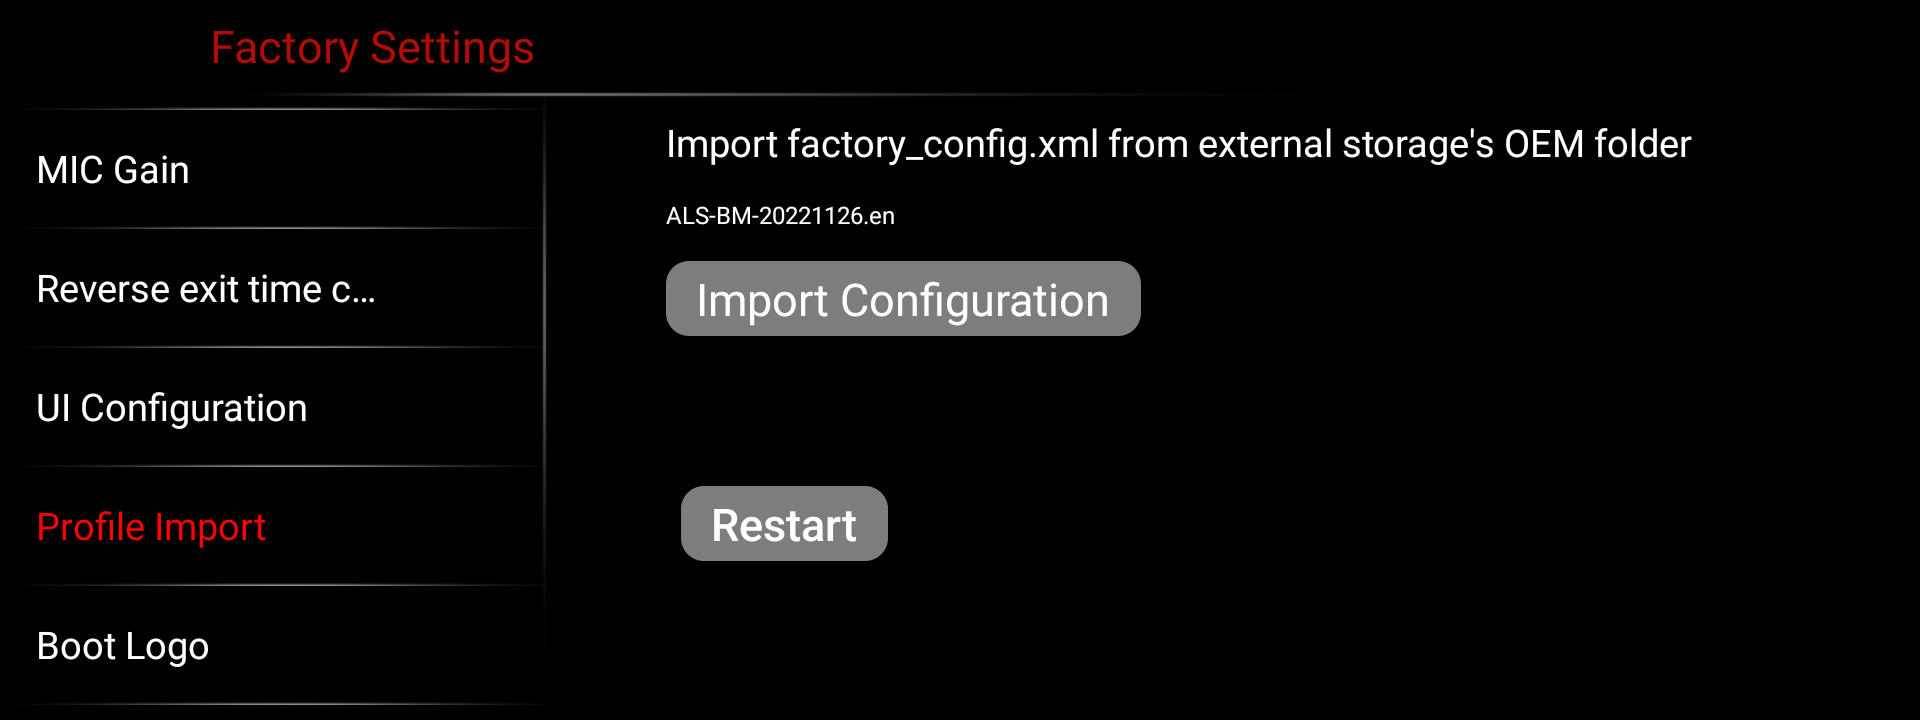 Factory Settings
MIC Gain
Reverse exit time c...
UI Configuration
Profile Import
Boot Logo
Import factory_config.xml from external storage's OEM folder
ALS-BM-20221126.en
Import Configuration
Restart